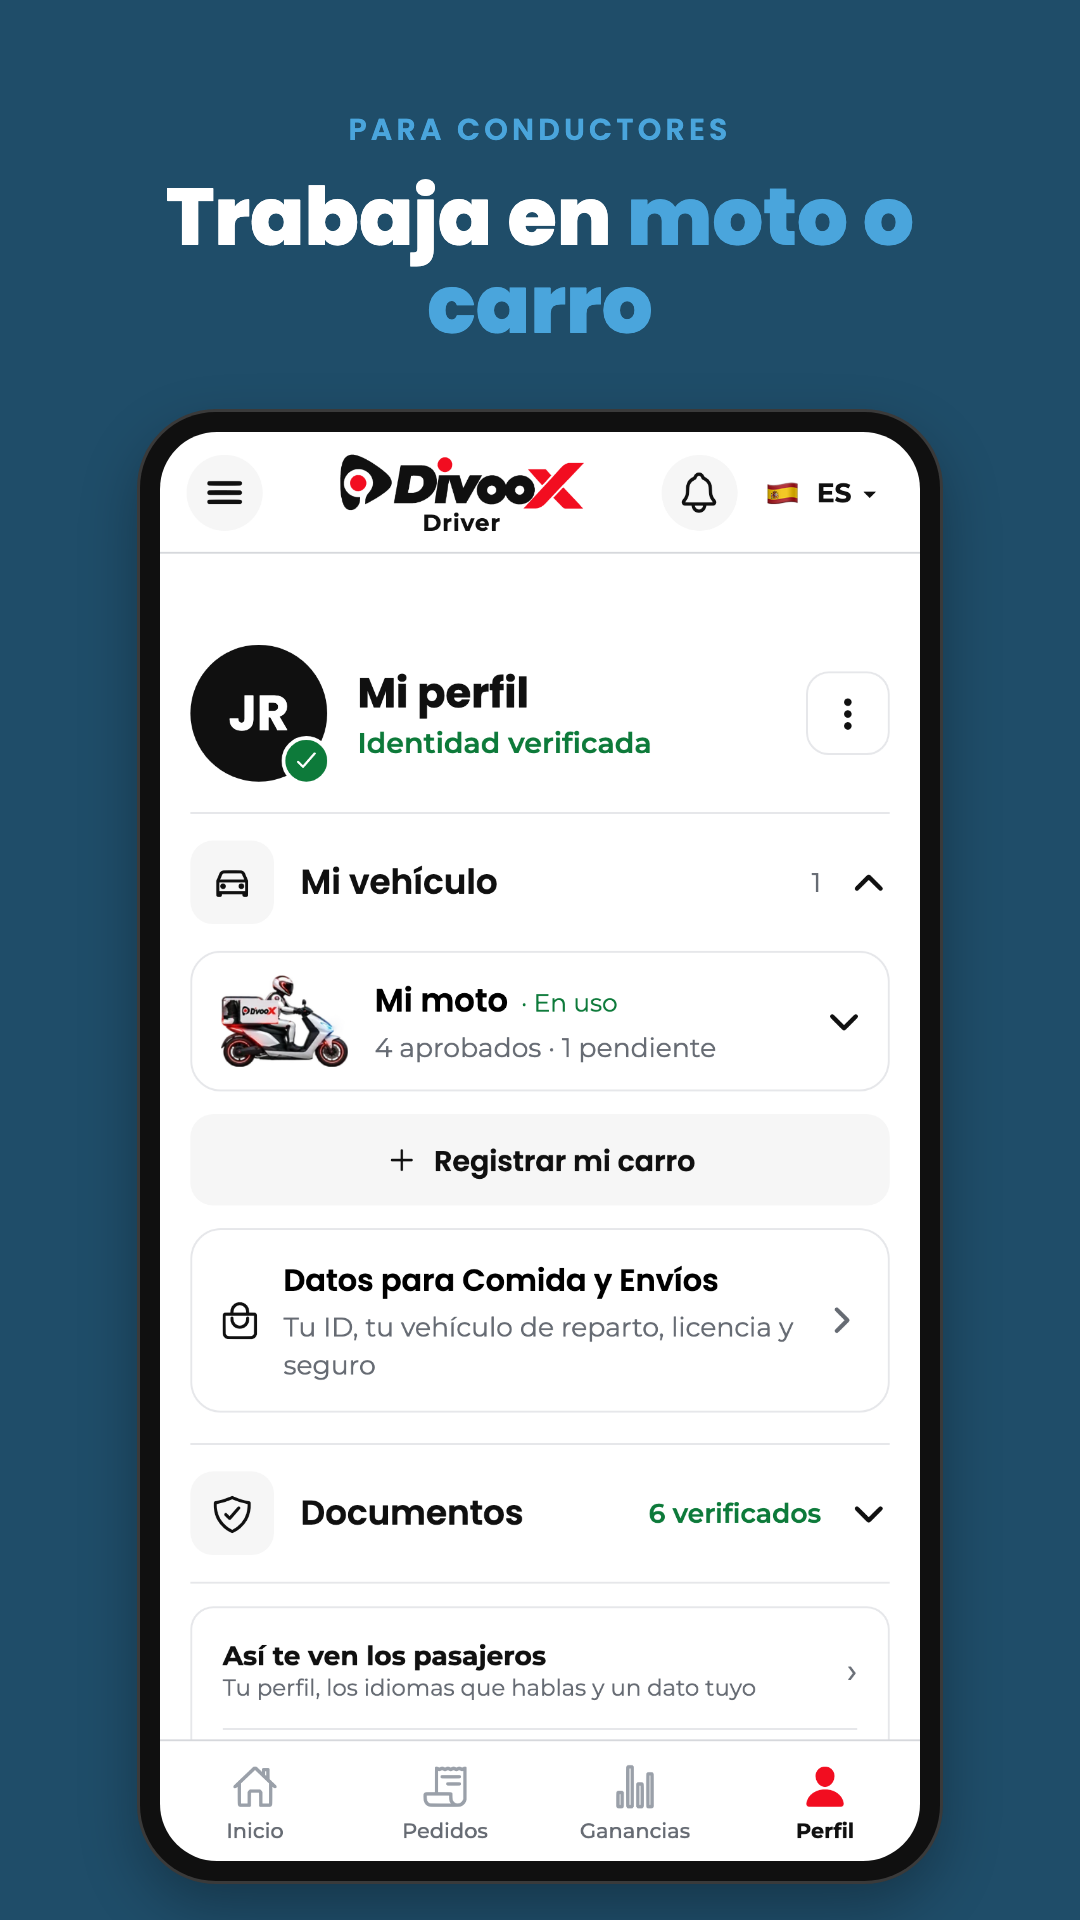 PARA CONDUCTORES
Trabaja en moto o
carro
DivooX
Driver
ES
JR
Mi perfil
Identidad verificada
Mi vehículo
1
DivooX
Mi moto · En uso
4 aprobados · 1 pendiente
+ Registrar mi carro
Datos para Comida y Envíos
Tu ID, tu vehículo de reparto, licencia y
seguro
Documentos
6 verificados
Así te ven los pasajeros
Tu perfil, los idiomas que hablas y un dato tuyo
Inicio
Pedidos
Ganancias
Perfil